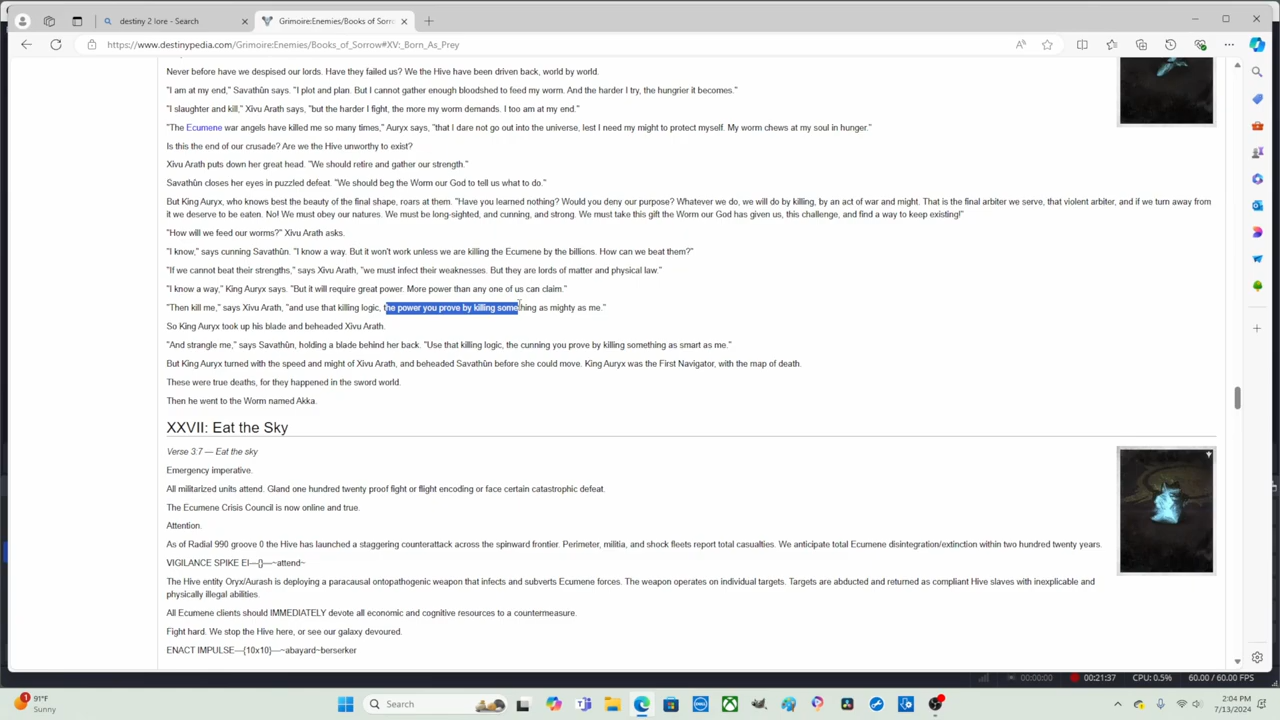 destiny 2 lore - Search
Grimoire:Enemies/Books of Sorro
https://www.destinypedia.com/Grimoire:Enemies/Books_of_Sorrow#XV:_Born_As_Prey
Never before have we despised our lords. Have they failed us? We the Hive have been driven back, world by world.
"I am at my end," Savathûn says. "I plot and plan. But I cannot gather enough bloodshed to feed my worm. And the harder I try, the hungrier it becomes."
"I slaughter and kill," Xivu Arath says, "but the harder I fight, the more my worm demands. I too am at my end."
"The Ecumene war angels have killed me so many times," Auryx says, "that I dare not go out into the universe, lest I need my might to protect myself. My worm chews at my soul in hunger."
Is this the end of our crusade? Are we the Hive unworthy to exist?
Xivu Arath puts down her great head. "We should retire and gather our strength."
Savathûn closes her eyes in puzzled defeat. "We should beg the Worm our God to tell us what to do."
But King Auryx, who knows best the beauty of the final shape, roars at them. "Have you learned nothing? Would you deny our purpose? Whatever we do, we will do by killing, by an act of war and might. That is the final arbiter we serve, that violent arbiter, and if we turn away from
it we deserve to be eaten. No! We must obey our natures. We must be long-sighted, and cunning, and strong. We must take this gift the Worm our God has given us, this challenge, and find a way to keep existing!"
"How will we feed our worms?" Xivu Arath asks.
"I know," says cunning Savathûn. "I know a way. But it won't work unless we are killing the Ecumene by the billions. How can we beat them?"
"If we cannot beat their strengths," says Xivu Arath, "we must infect their weaknesses. But they are lords of matter and physical law."
"I know a way," King Auryx says. "But it will require great power. More power than any one of us can claim."
"Then kill me," says Xivu Arath, "and use that killing logic, the power you prove by killing something as mighty as me."
So King Auryx took up his blade and beheaded Xivu Arath.
"And strangle me," says Savathûn, holding a blade behind her back. "Use that killing logic, the cunning you prove by killing something as smart as me."
But King Auryx turned with the speed and might of Xivu Arath, and beheaded Savathûn before she could move. King Auryx was the First Navigator, with the map of death.
These were true deaths, for they happened in the sword world.
Then he went to the Worm named Akka.
XXVII: Eat the Sky
Verse 3:7 — Eat the sky
Emergency imperative.
All militarized units attend. Gland one hundred twenty proof fight or flight encoding or face certain catastrophic defeat.
The Ecumene Crisis Council is now online and true.
Attention.
As of Radial 990 groove 0 the Hive has launched a staggering counterattack across the spinward frontier. Perimeter, militia, and shock fleets report total casualties. We anticipate total Ecumene disintegration/extinction within two hundred twenty years.
VIGILANCE SPIKE EI—{}—~attend~
The Hive entity Oryx/Aurash is deploying a paracausal ontopathogenic weapon that infects and subverts Ecumene forces. The weapon operates on individual targets. Targets are abducted and returned as compliant Hive slaves with inexplicable and
physically illegal abilities.
All Ecumene clients should IMMEDIATELY devote all economic and cognitive resources to a countermeasure.
Fight hard. We stop the Hive here, or see our galaxy devoured.
ENACT IMPULSE—{10x10}—~abayard~berserker
00:00:00
00:21:37
CPU: 0.5%
60.00 / 60.00 FPS
1
91°F
Sunny
Search
DELL
2:04 PM
7/13/2024